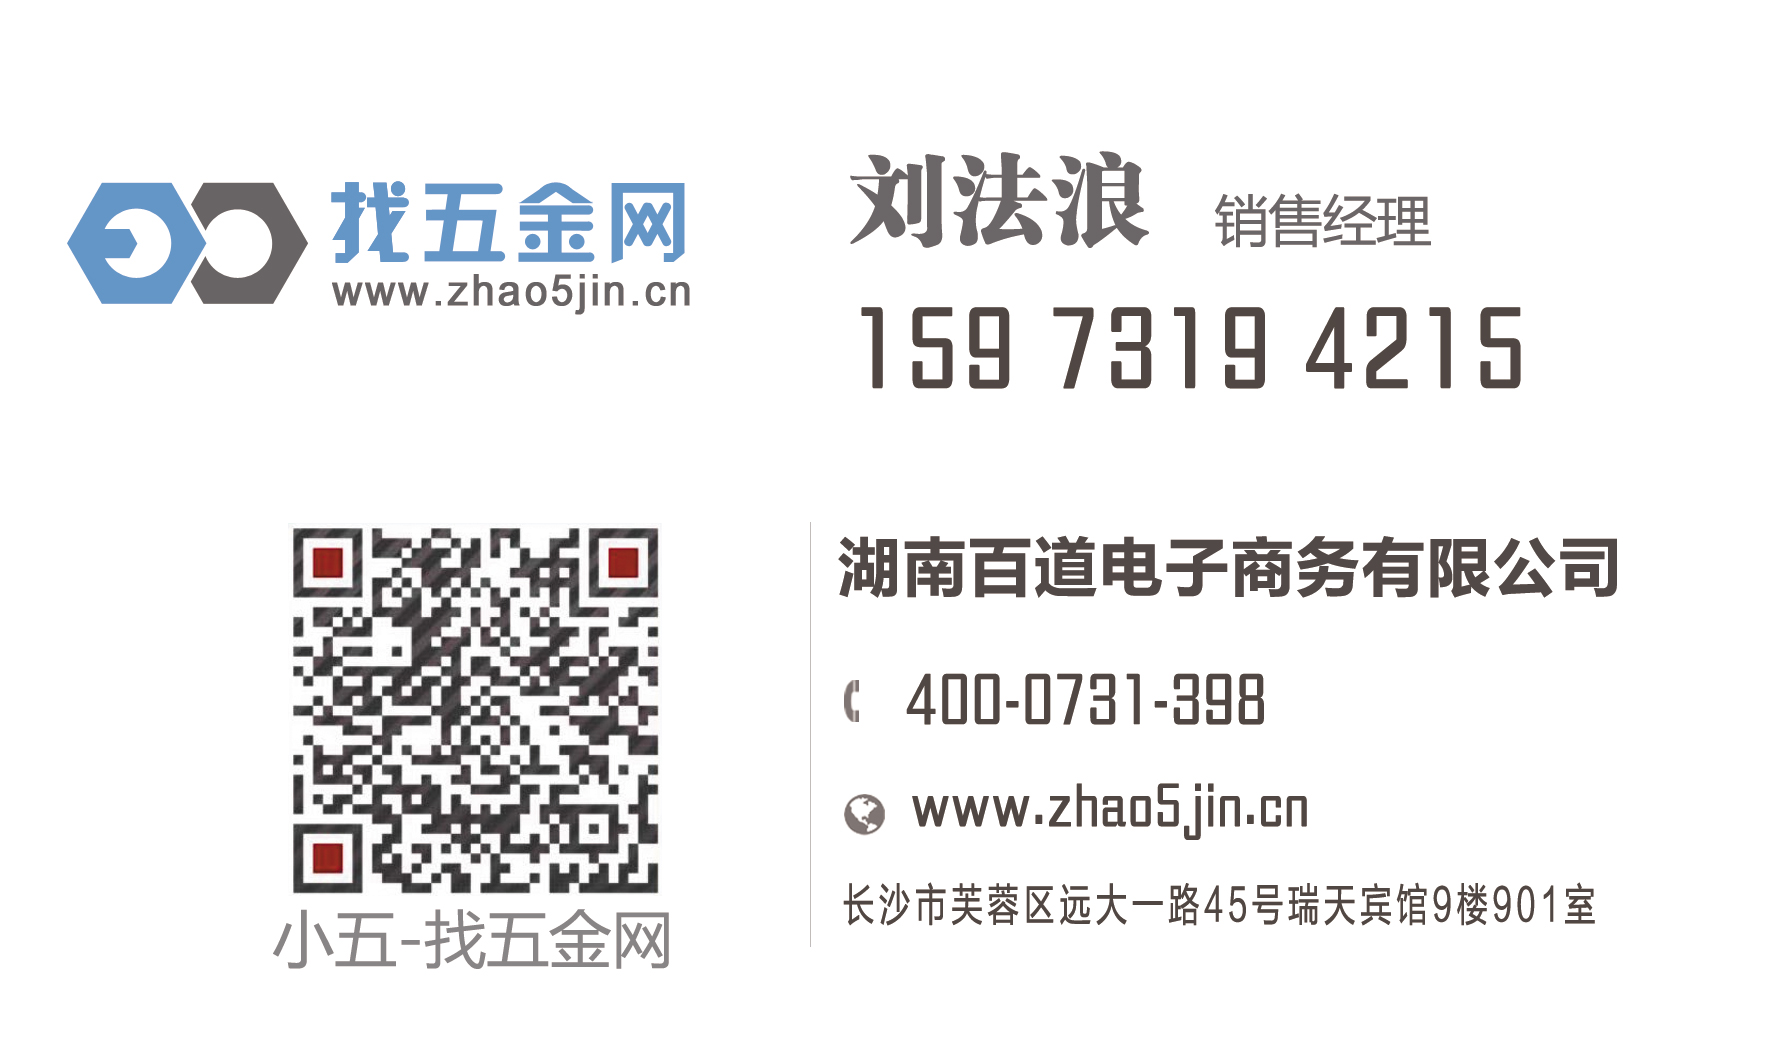 找五金网
www.zhao5jin.cn
刘法浪 销售经理
159 7319 4215
小五-找五金网
湖南百道电子商务有限公司
400-0731-398
www.zhao5jin.cn
长沙市芙蓉区远大一路45号瑞天宾馆9楼901室